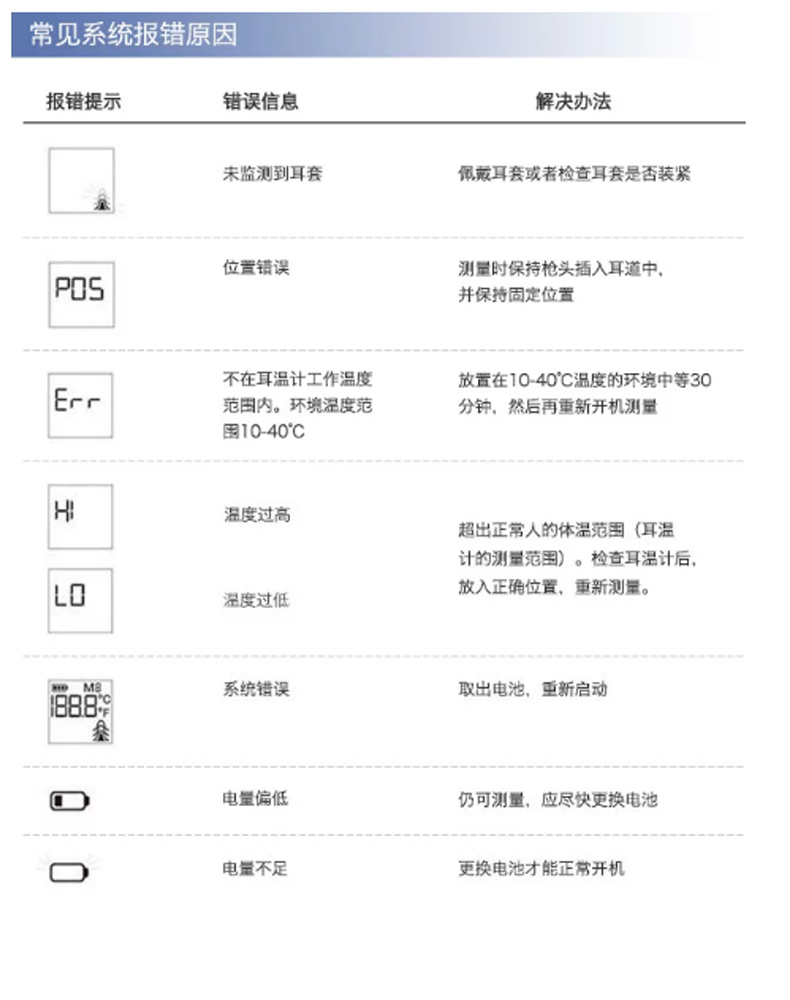 常见系统报错原因
报错提示 错误信息 解决办法
未监测到耳套 佩戴耳套或者检查耳套是否装紧
POS 位置错误 测量时保持枪头插入耳道中，
并保持固定位置
Err 不在耳温计工作温度 放置在10-40℃温度的环境中等30
范围内。环境温度范 分钟，然后再重新开机测量
围10-40℃
HI 温度过高
超出正常人的体温范围（耳温
计的测量范围）。检查耳温计后，
放入正确位置，重新测量。
LO 温度过低
M8
188.8℃
℉
系统错误 取出电池，重新启动
电量偏低 仍可测量，应尽快更换电池
电量不足 更换电池才能正常开机